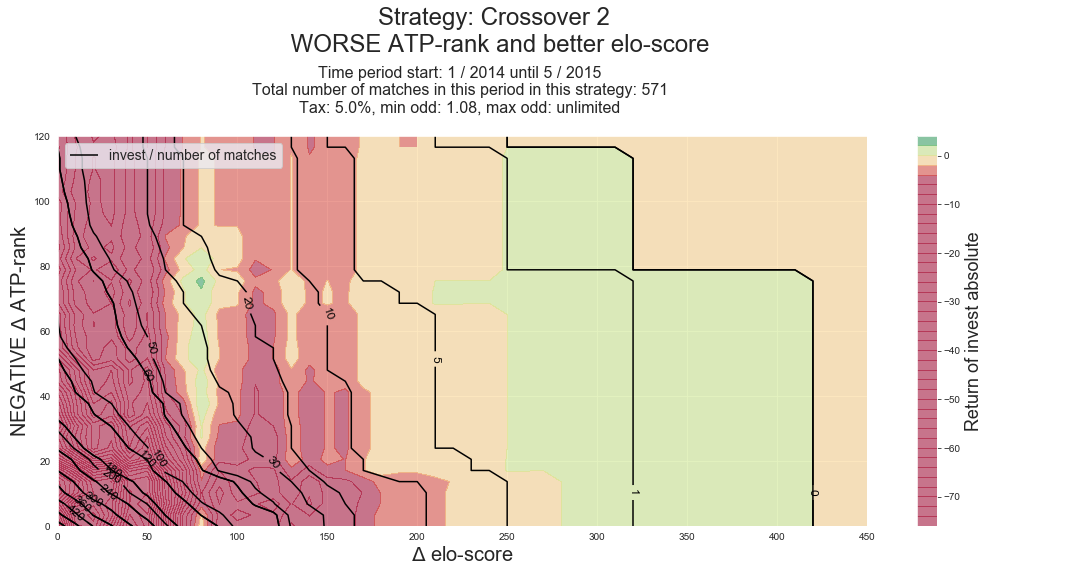 Strategy: Crossover 2
WORSE ATP-rank and better elo-score
Time period start: 1 / 2014 until 5 / 2015
Total number of matches in this period in this strategy: 571
Tax: 5.0%, min odd: 1.08, max odd: unlimited
invest / number of matches
NEGATIVE Δ ATP-rank
120
100
80
60
40
20
0
0 50 100 150 200 250 300 350 400 450
Δ elo-score
20
10
50
60
5
100
120
30
200
240
1
0
0
−10
−20
−30
−40
−50
−60
−70
Return of invest absolute